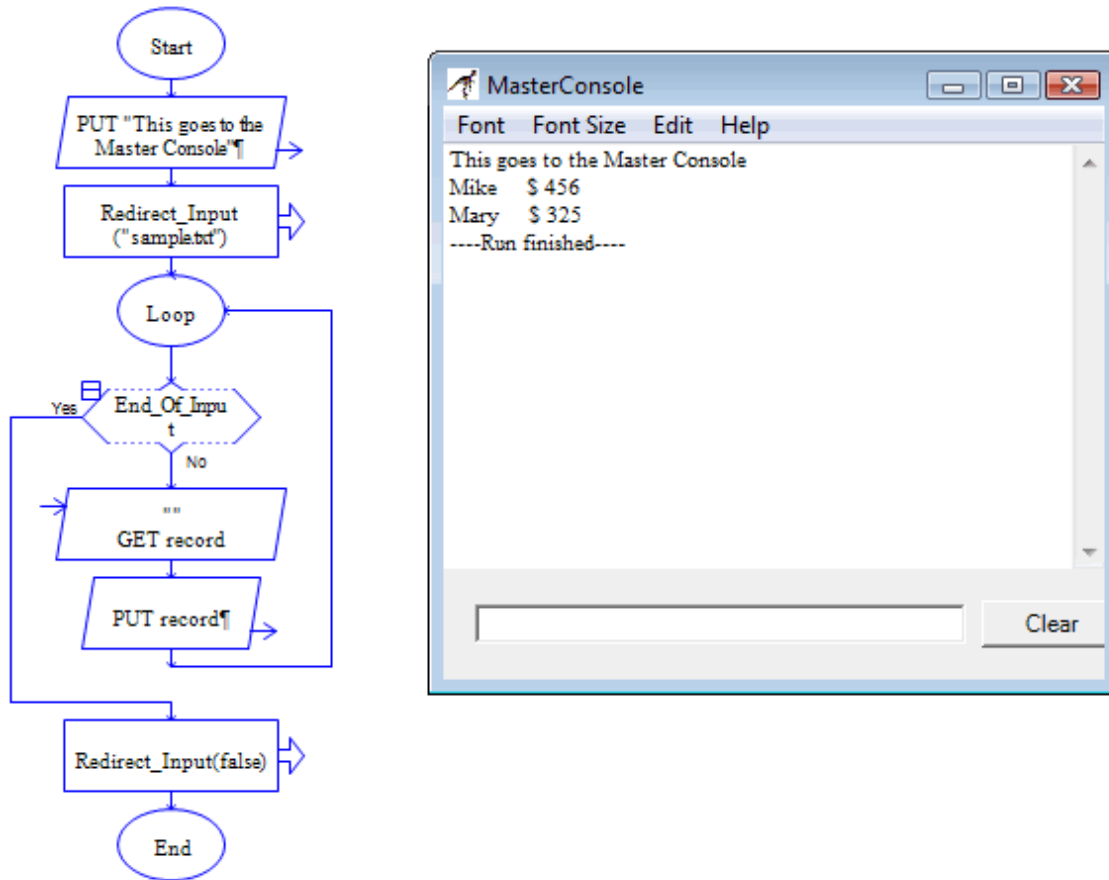 Start
PUT "This goes to the
Master Console"¶
Redirect_Input
("sample.txt")
Loop
End_Of_Inpu
t
Yes
No
""
GET record
PUT record¶
Redirect_Input(false)
End
MasterConsole
Font Font Size Edit Help
This goes to the Master Console
Mike $ 456
Mary $ 325
----Run finished----
Clear